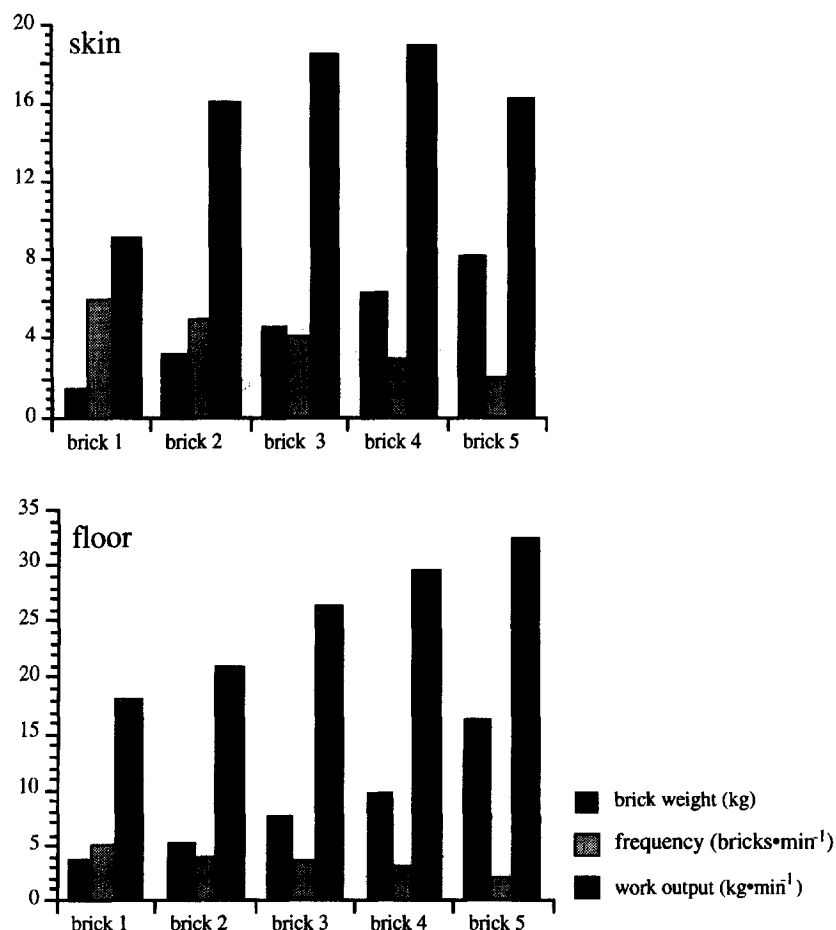 skin
20
16
12
8
4
0
brick 1 brick 2 brick 3 brick 4 brick 5
floor
35
30
25
20
15
10
5
0
brick 1 brick 2 brick 3 brick 4 brick 5
brick weight (kg)
frequency (bricks•min⁻¹)
work output (kg•min⁻¹)